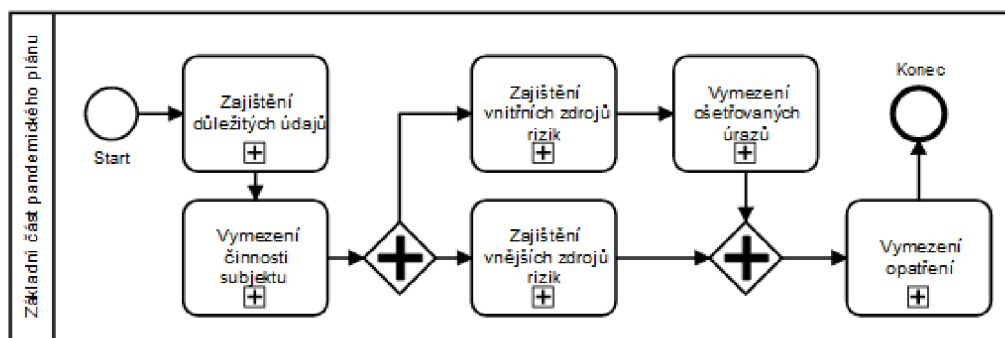 Základní část pandemického plánu
Start
Zajištění
důležitých údajů
Vymezení
činnosti
subjektu
Zajištění
vnitřních zdrojů
rizik
Zajištění
vnějších zdrojů
rizik
Vymezení
ošetřovaných
úrazů
Vymezení
opatření
Konec